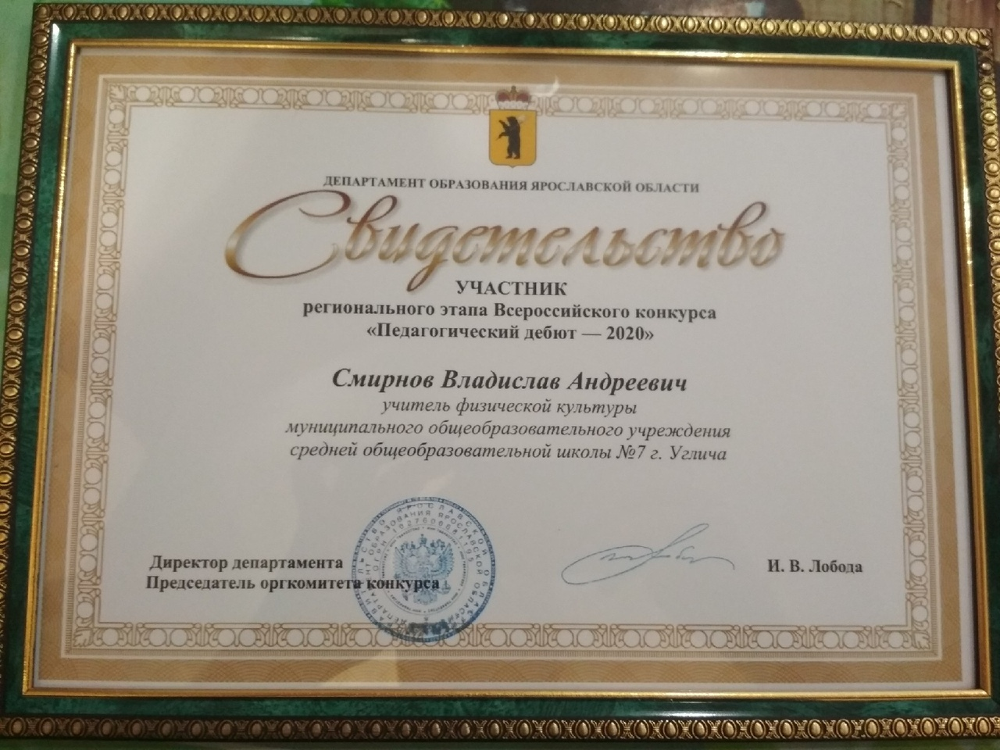 ДЕПАРТАМЕНТ ОБРАЗОВАНИЯ ЯРОСЛАВСКОЙ ОБЛАСТИ
Свидетельство
УЧАСТНИК
регионального этапа Всероссийского конкурса
«Педагогический дебют — 2020»
Смирнов Владислав Андреевич
учитель физической культуры
муниципального общеобразовательного учреждения
средней общеобразовательной школы №7 г. Углича
Директор департамента
Председатель оргкомитета конкурса
И. В. Лобода